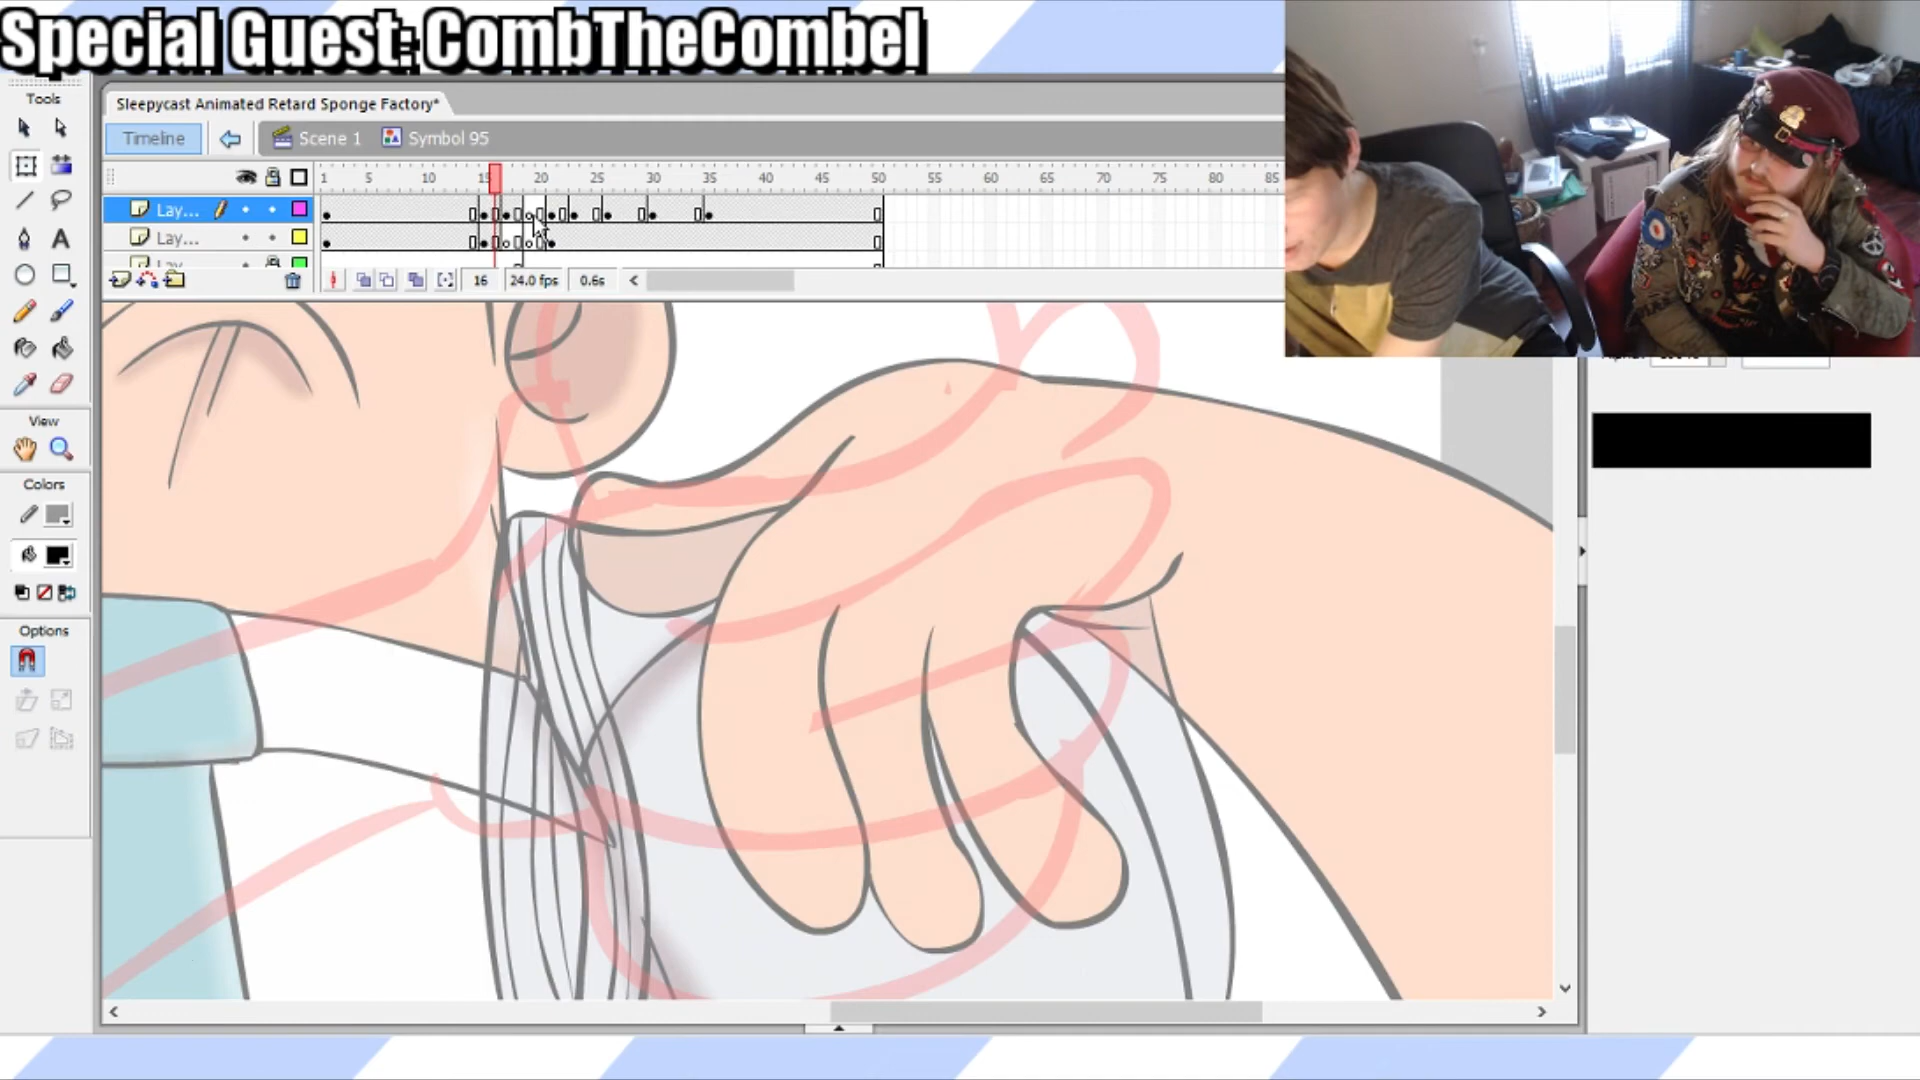 Special Guest: CombTheCombel
Tools
Sleepycast Animated Retard Sponge Factory*
Timeline
Scene 1
Symbol 95
1 5 10 15 20 25 30 35 40 45 50 55 60 65 70 75 80 85
Lay...
Lay...
16 24.0 fps 0.6s
View
Colors
Options